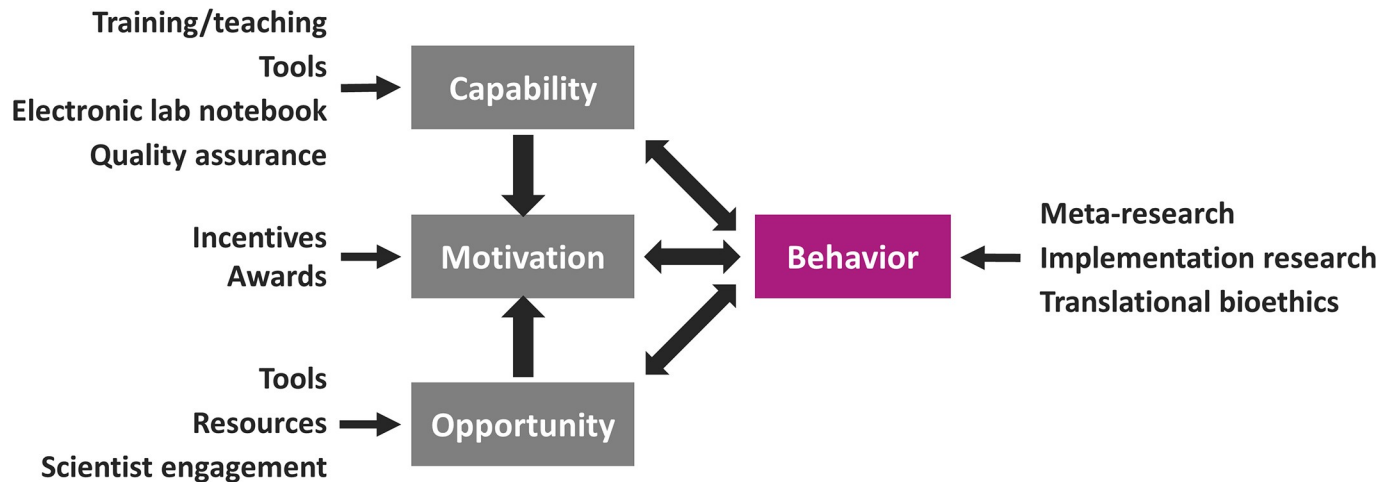 Training/teaching
Tools
Electronic lab notebook
Quality assurance
Capability
Incentives
Awards
Motivation
Behavior
Meta-research
Implementation research
Translational bioethics
Tools
Resources
Scientist engagement
Opportunity